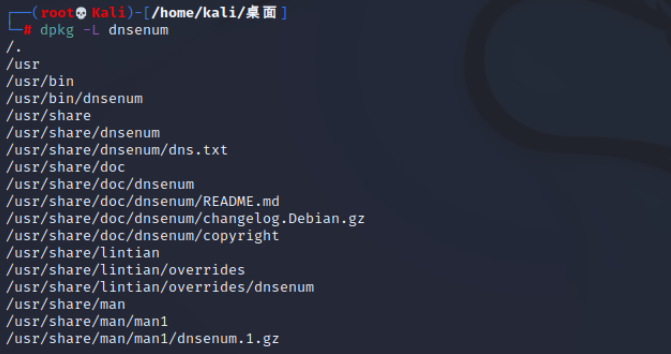 ┌──(root💀Kali)-[/home/kali/桌面]
└─# dpkg -L dnsenum
/.
/usr
/usr/bin
/usr/bin/dnsenum
/usr/share
/usr/share/dnsenum
/usr/share/dnsenum/dns.txt
/usr/share/doc
/usr/share/doc/dnsenum
/usr/share/doc/dnsenum/README.md
/usr/share/doc/dnsenum/changelog.Debian.gz
/usr/share/doc/dnsenum/copyright
/usr/share/lintian
/usr/share/lintian/overrides
/usr/share/lintian/overrides/dnsenum
/usr/share/man
/usr/share/man/man1
/usr/share/man/man1/dnsenum.1.gz